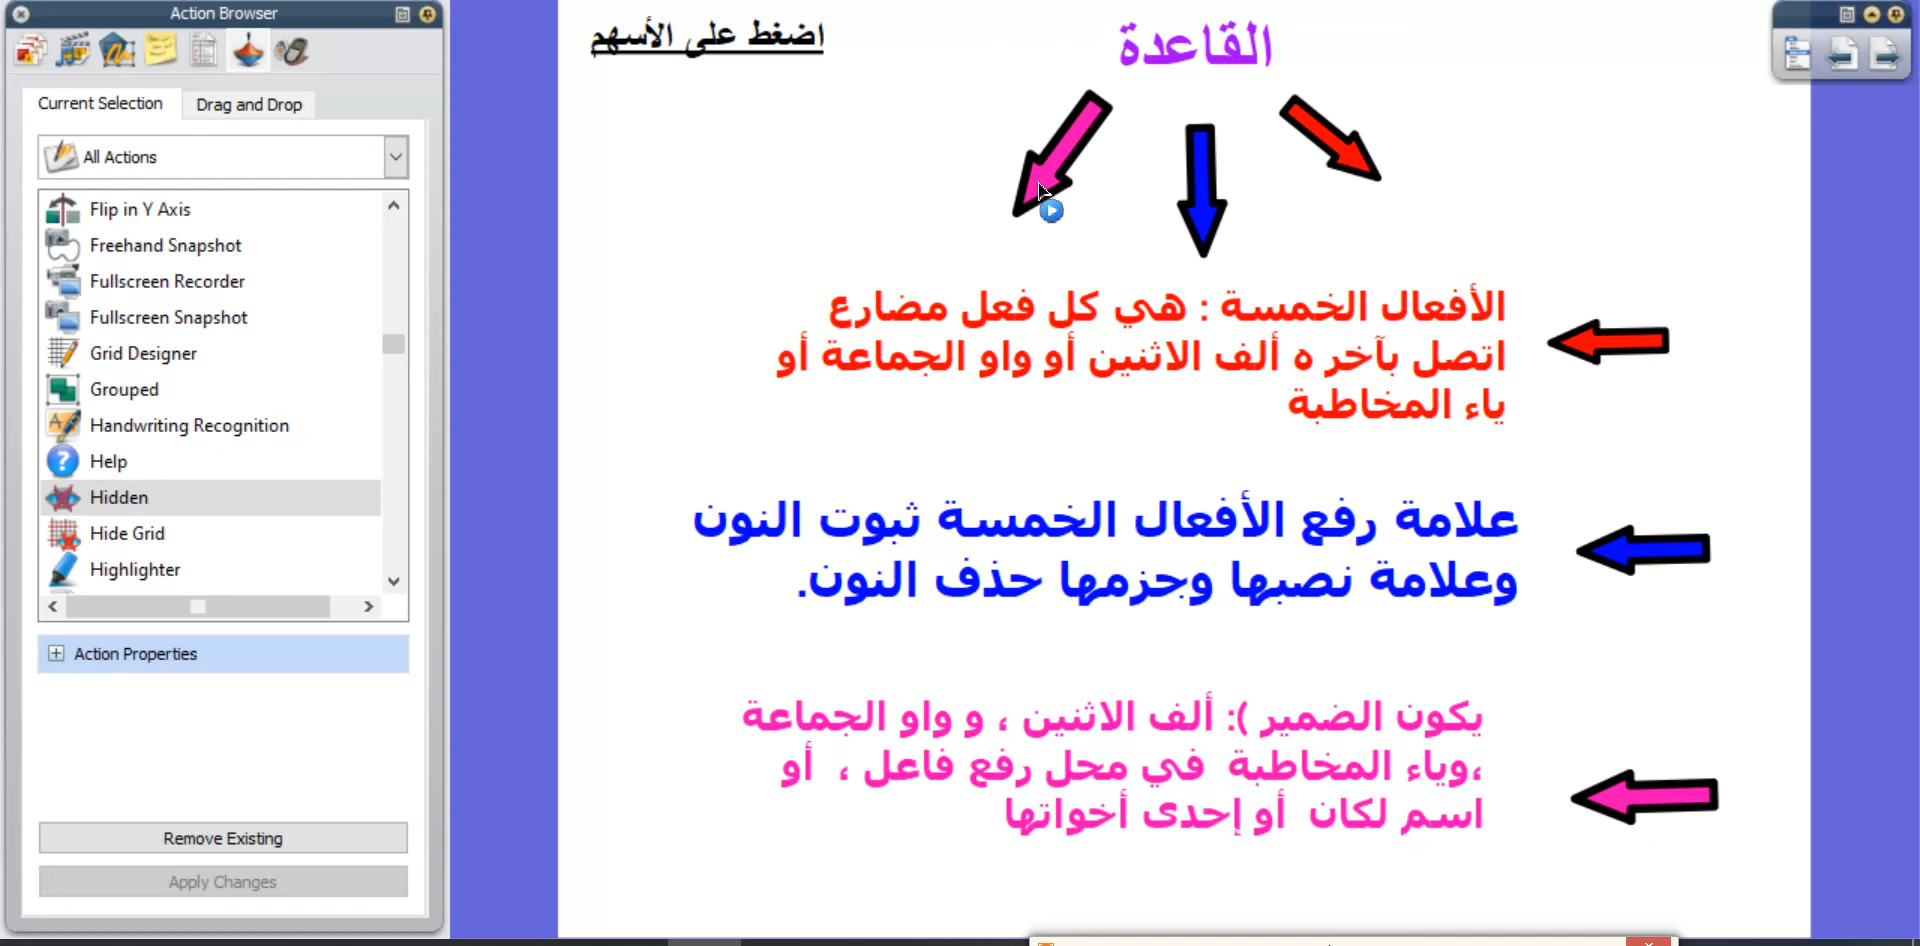 Action Browser
Current Selection
Drag and Drop
All Actions
Flip in Y Axis
Freehand Snapshot
Fullscreen Recorder
Fullscreen Snapshot
Grid Designer
Grouped
Handwriting Recognition
Help
Hidden
Hide Grid
Highlighter
Action Properties
Remove Existing
Apply Changes
القاعدة
اضغط على الأسهم
الأفعال الخمسة : هي كل فعل مضارع
اتصل بآخر ه ألف الاثنين أو واو الجماعة أو
ياء المخاطبة
علامة رفع الأفعال الخمسة ثبوت النون
وعلامة نصبها وجزمها حذف النون.
يكون الضمير ):ألف الاثنين ، و واو الجماعة
،وياء المخاطبة في محل رفع فاعل ، أو
اسم لكان أو إحدى أخواتها